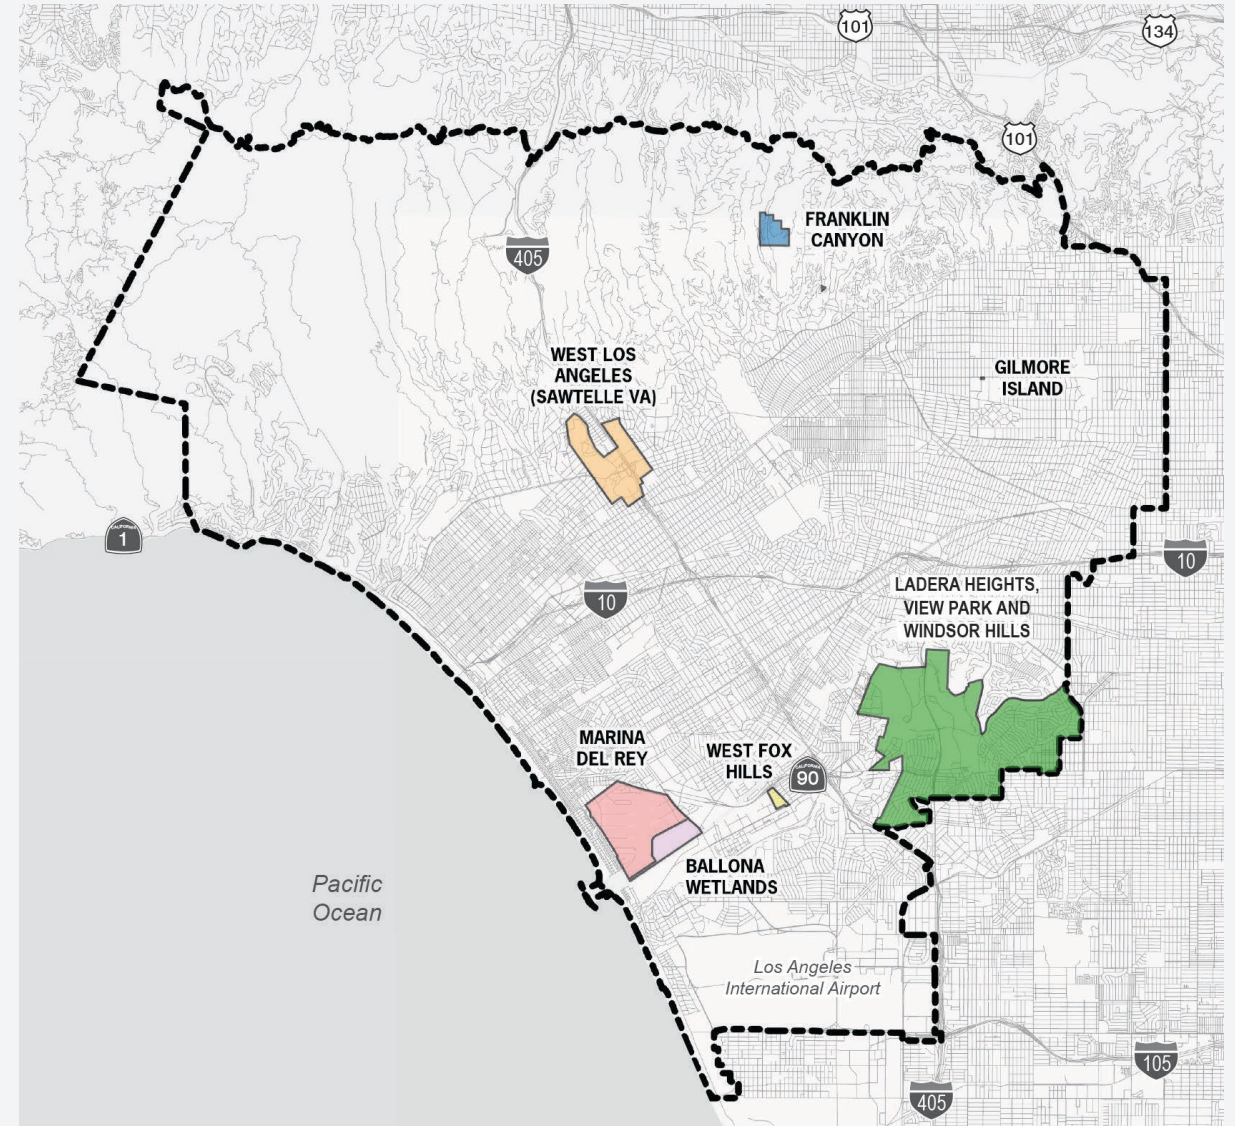 101
134
101
FRANKLIN
CANYON
405
WEST LOS
ANGELES
(SAWTELLE VA)
GILMORE
ISLAND
CALIFORNIA
1
10
10
LADERA HEIGHTS,
VIEW PARK AND
WINDSOR HILLS
MARINA
DEL REY
WEST FOX
HILLS
CALIFORNIA
90
BALLONA
WETLANDS
Pacific
Ocean
Los Angeles
International Airport
105
405